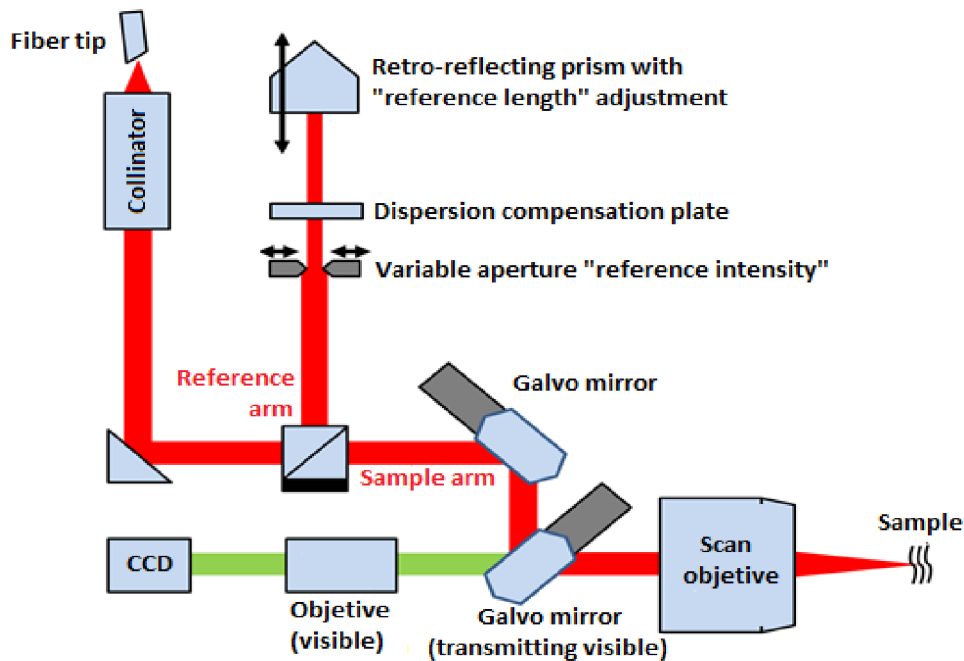 Fiber tip
Collinator
Retro-reflecting prism with
"reference length" adjustment
Dispersion compensation plate
Variable aperture "reference intensity"
Reference
arm
Galvo mirror
Sample arm
CCD
Objetive
(visible)
Galvo mirror
(transmitting visible)
Scan
objetive
Sample